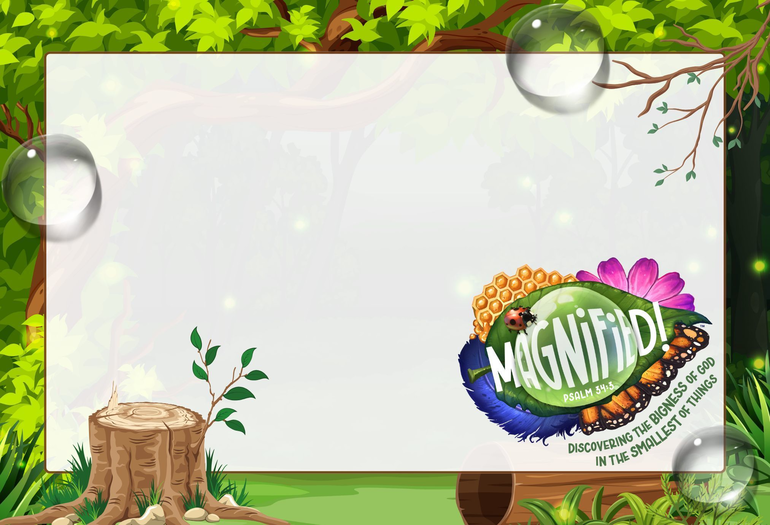 MAGNiFiED!
PSALM 34:3
DISCOVERING THE BIGNESS OF GOD
IN THE SMALLEST OF THINGS